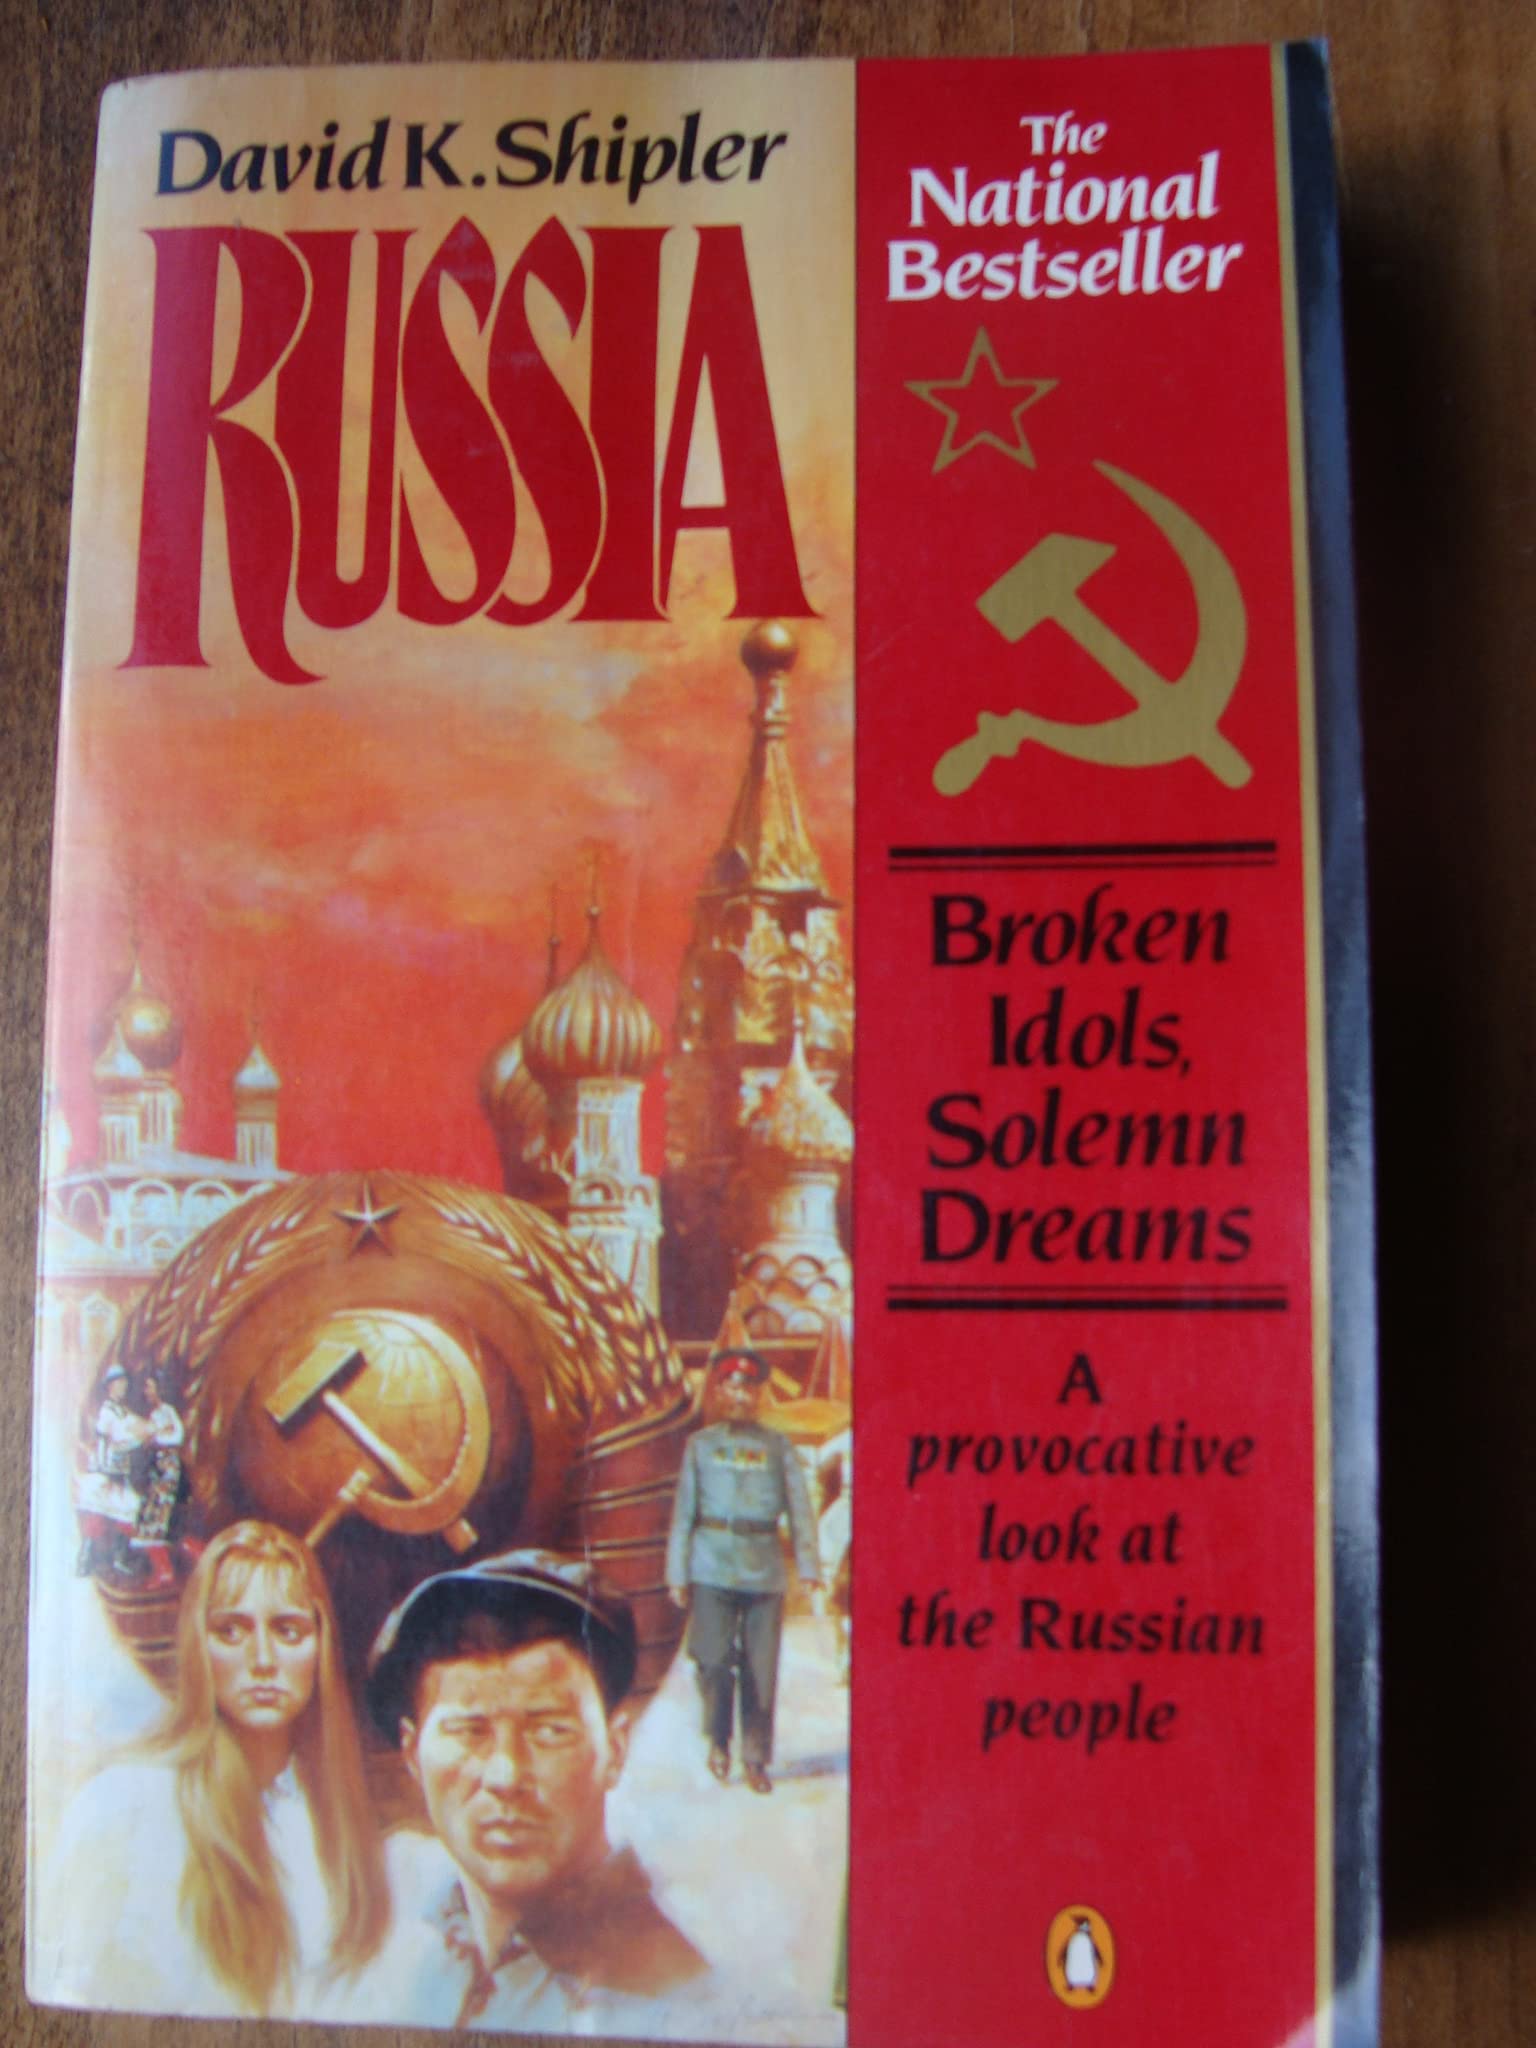 David K. Shipler
RUSSIA
The
National
Bestseller
Broken
Idols,
Solemn
Dreams
A
provocative
look at
the Russian
people